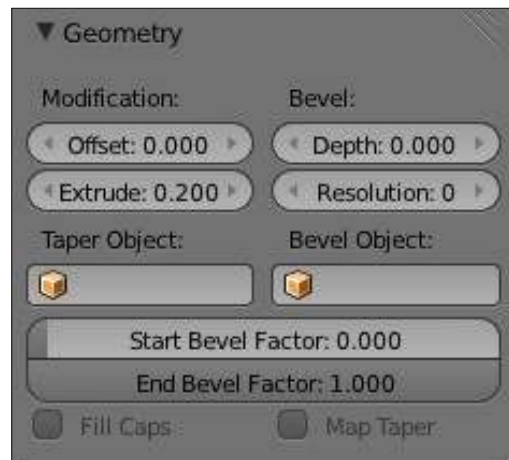 Geometry
Modification: Bevel:
Offset: 0.000 Depth: 0.000
Extrude: 0.200 Resolution: 0
Taper Object: Bevel Object:
Start Bevel Factor: 0.000
End Bevel Factor: 1.000
Fill Caps Map Taper